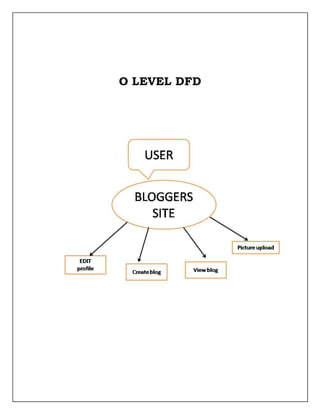 O LEVEL DFD
USER
BLOGGERS
SITE
Picture upload
EDIT
profile
Create blog
View blog